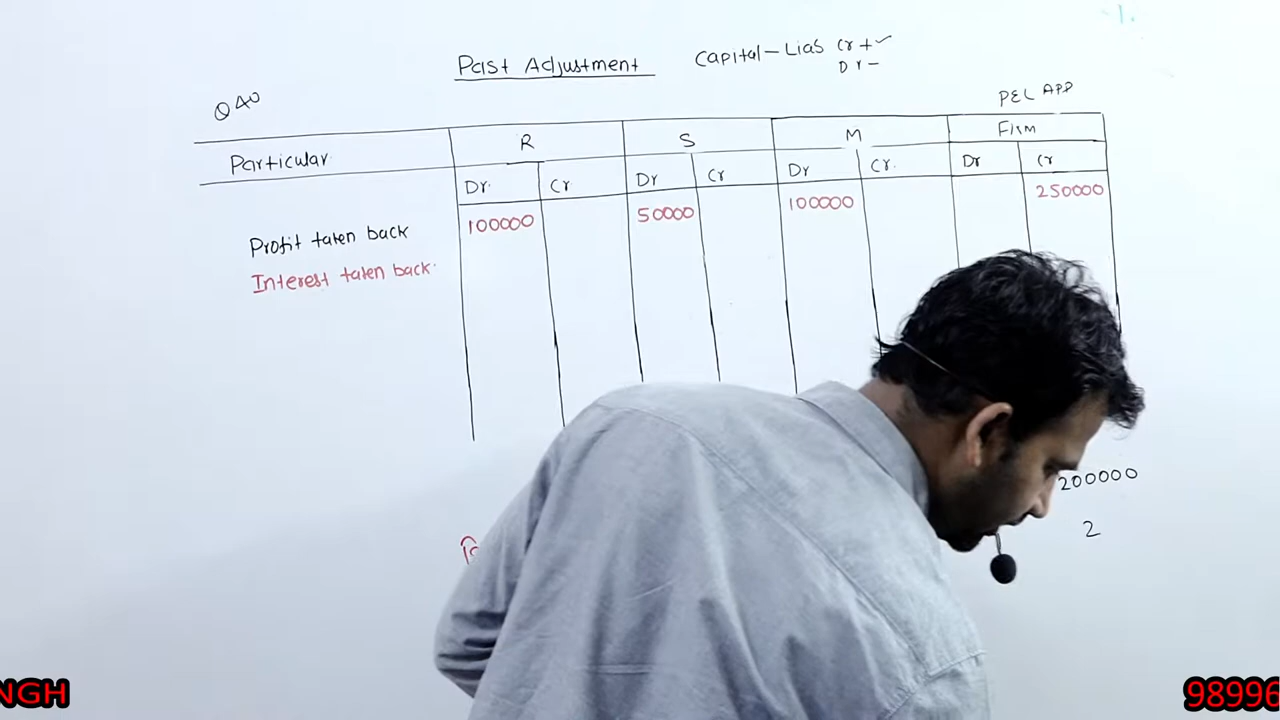 Past Adjustment
Capital - Lias Cr + ✓
Dr -
Q 40
P&L APP
Particular R S M Firm
Dr. Cr Dr Cr Dr Cr. Dr Cr
Profit taken back 100000 50000 100000 250000
Interest taken back.
200000
2
NGH
98996